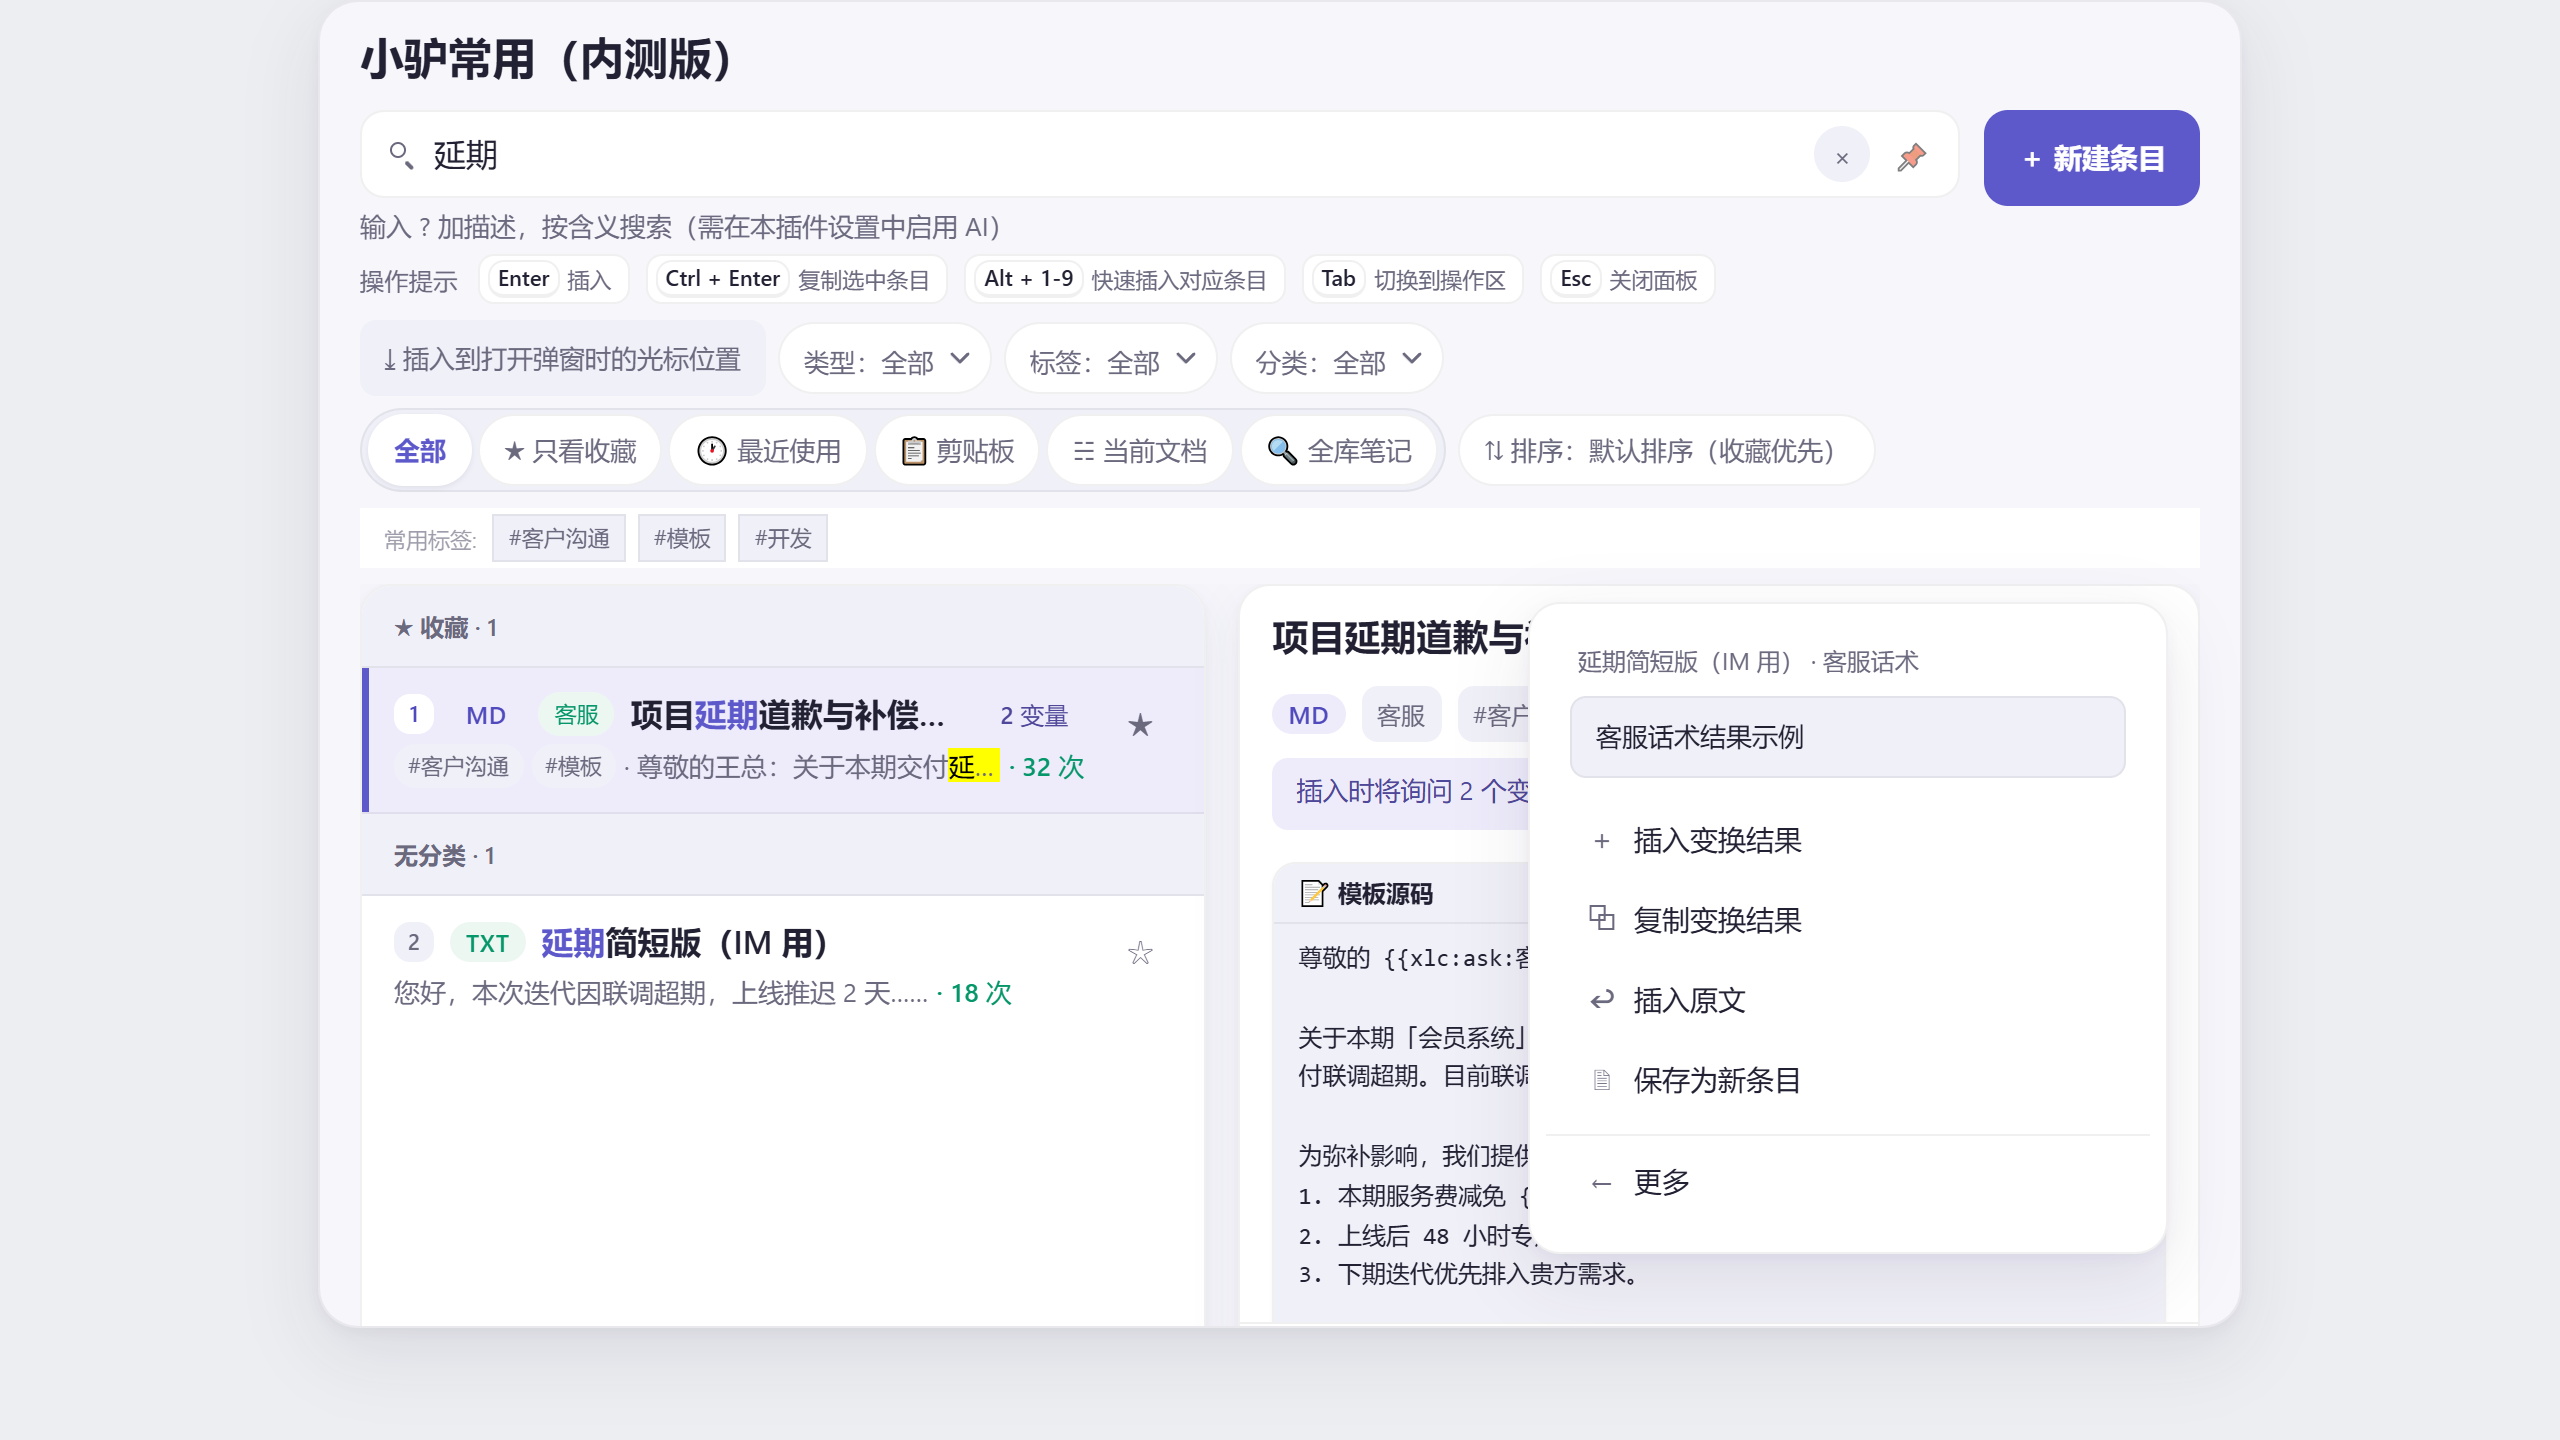 小驴常用（内测版）
延期
× 📌
+ 新建条目
输入 ? 加描述，按含义搜索（需在本插件设置中启用 AI）
操作提示 Enter 插入 Ctrl + Enter 复制选中条目 Alt + 1-9 快速插入对应条目 Tab 切换到操作区 Esc 关闭面板
⤓ 插入到打开弹窗时的光标位置 类型：全部 标签：全部 分类：全部
全部 ★ 只看收藏 🕐 最近使用 📋 剪贴板 ☵ 当前文档 🔍 全库笔记 ⇅ 排序：默认排序（收藏优先）
常用标签: #客户沟通 #模板 #开发
★ 收藏 · 1
1 MD 客服 项目延期道歉与补偿... 2 变量 ★
#客户沟通 #模板 · 尊敬的王总：关于本期交付延... · 32 次
无分类 · 1
2 TXT 延期简短版（IM 用） ☆
您好，本次迭代因联调超期，上线推迟 2 天…… · 18 次
项目延期道歉与
MD 客服 #客户
插入时将询问 2 个变
📝 模板源码
尊敬的 {{xlc:ask:客
关于本期「会员系统」
付联调超期。目前联调
为弥补影响，我们提供
1. 本期服务费减免 {
2. 上线后 48 小时专
3. 下期迭代优先排入贵方需求。
延期简短版（IM 用） · 客服话术
客服话术结果示例
+ 插入变换结果
复制变换结果
↩ 插入原文
保存为新条目
← 更多